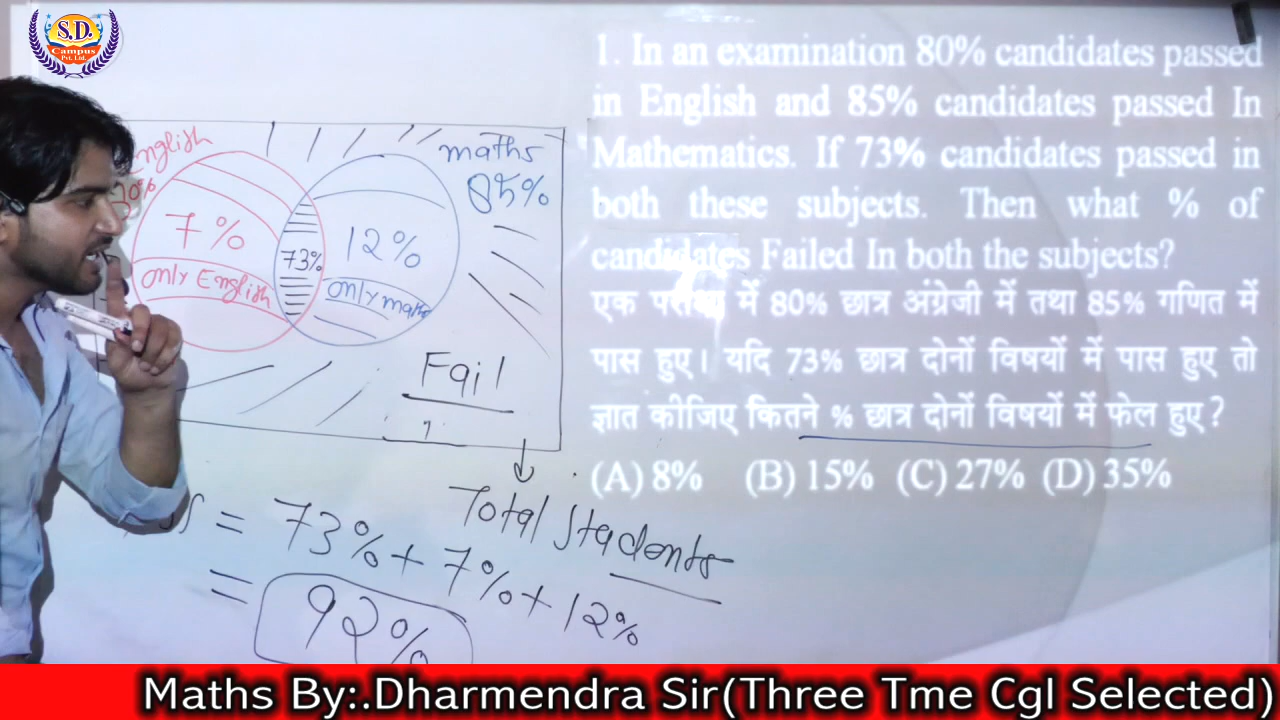 S.D.
Campus
Pvt. Ltd.
1. In an examination 80% candidates passed
in English and 85% candidates passed In
Mathematics. If 73% candidates passed in
both these subjects. Then what % of
candidates Failed In both the subjects?
एक परीक्षा में 80% छात्र अंग्रेजी में तथा 85% गणित में
पास हुए। यदि 73% छात्र दोनों विषयों में पास हुए तो
ज्ञात कीजिए कितने % छात्र दोनों विषयों में फेल हुए?
(A) 8% (B) 15% (C) 27% (D) 35%
English
80%
maths
85%
7%
only English
73%
12%
only maths
Fail
Total Students
= 73% + 7% + 12%
= 92%
Maths By:.Dharmendra Sir(Three Tme Cgl Selected)